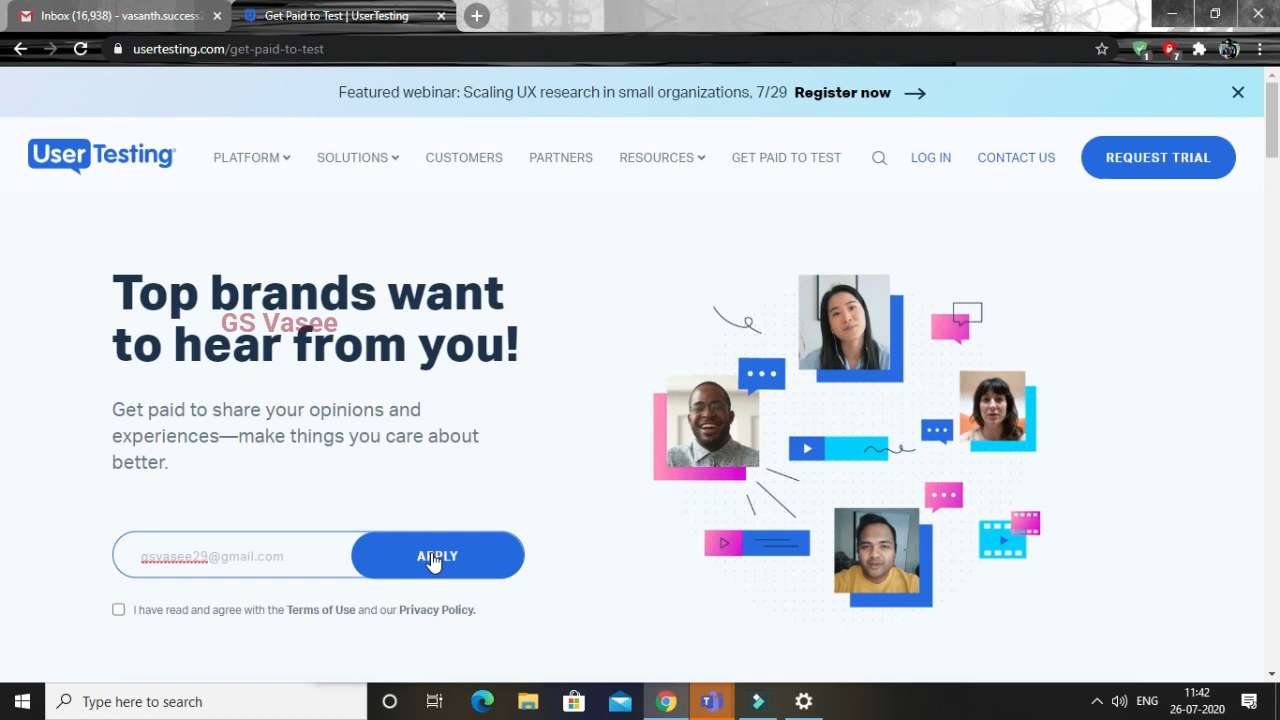 Inbox (16,938) - vasanth.success
Get Paid to Test | UserTesting
usertesting.com/get-paid-to-test
1
7
Featured webinar: Scaling UX research in small organizations, 7/29 Register now
UserTesting
PLATFORM
SOLUTIONS
CUSTOMERS
PARTNERS
RESOURCES
GET PAID TO TEST
LOG IN
CONTACT US
REQUEST TRIAL
Top brands want
GS Vasee
to hear from you!
Get paid to share your opinions and
experiences—make things you care about
better.
gsvasee29@gmail.com
APPLY
I have read and agree with the Terms of Use and our Privacy Policy.
Type here to search
ENG
11:42
26-07-2020